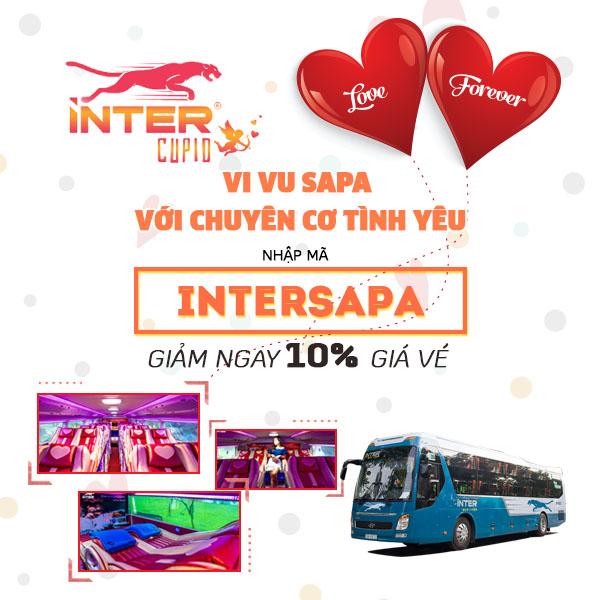 INTER®
CUPID
Love
Forever
VI VU SAPA
VỚI CHUYÊN CƠ TÌNH YÊU
NHẬP MÃ
INTERSAPA
GIẢM NGAY 10% GIÁ VÉ
INTER